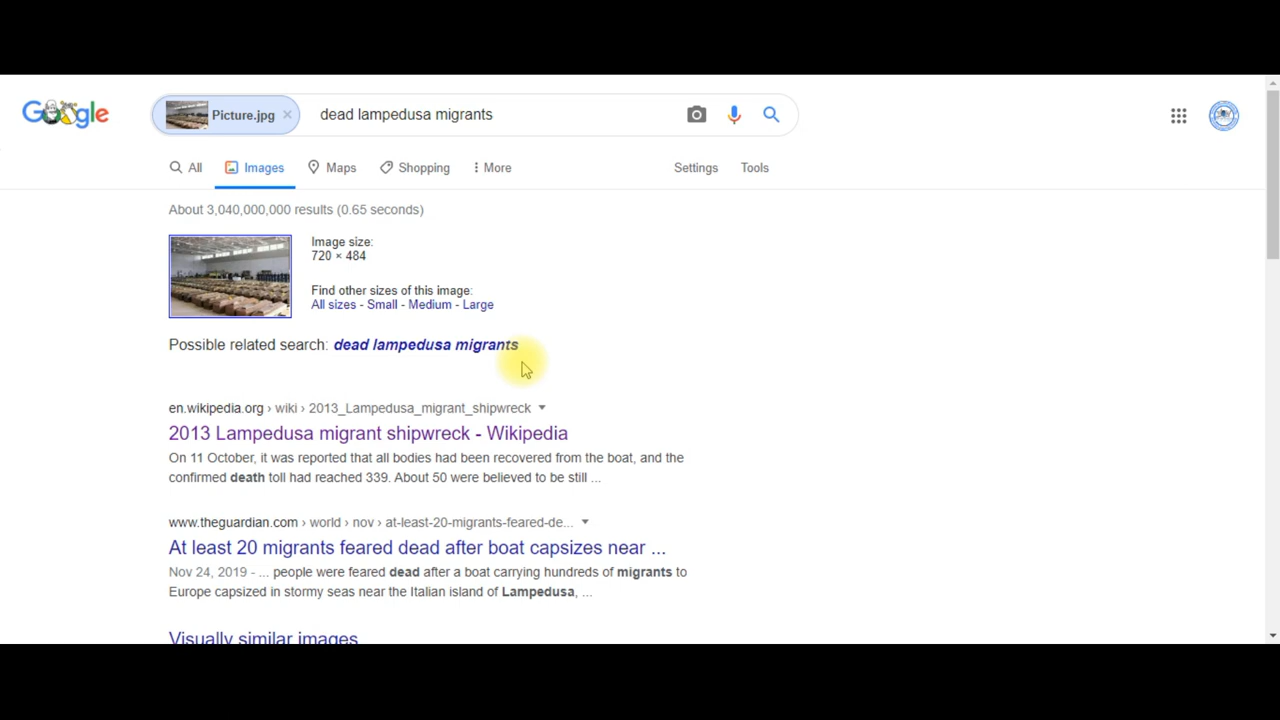 Google
Picture.jpg × dead lampedusa migrants
All Images Maps Shopping More Settings Tools
About 3,040,000,000 results (0.65 seconds)
Image size:
720 × 484
Find other sizes of this image:
All sizes - Small - Medium - Large
Possible related search: dead lampedusa migrants
en.wikipedia.org › wiki › 2013_Lampedusa_migrant_shipwreck
2013 Lampedusa migrant shipwreck - Wikipedia
On 11 October, it was reported that all bodies had been recovered from the boat, and the
confirmed death toll had reached 339. About 50 were believed to be still ...
www.theguardian.com › world › nov › at-least-20-migrants-feared-de...
At least 20 migrants feared dead after boat capsizes near ...
Nov 24, 2019 - ... people were feared dead after a boat carrying hundreds of migrants to
Europe capsized in stormy seas near the Italian island of Lampedusa, ...
Visually similar images